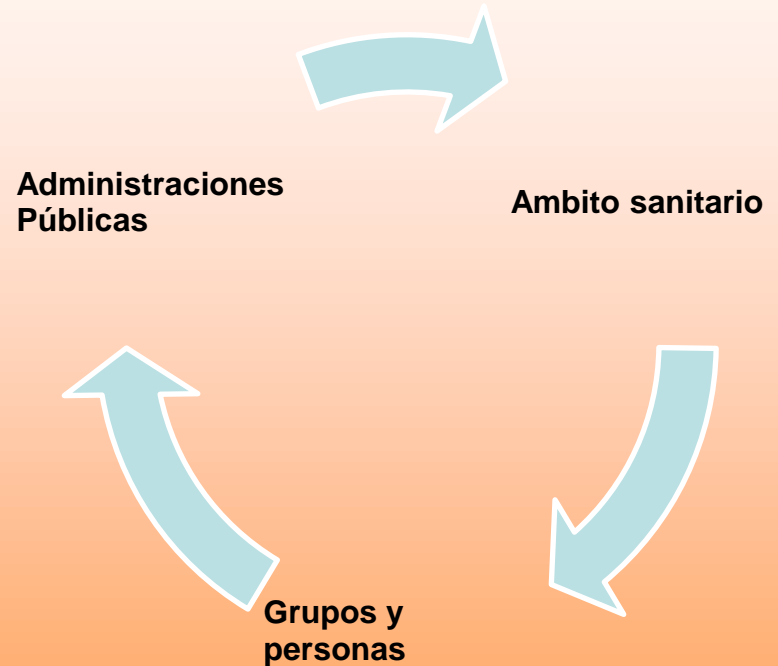 Administraciones
Públicas
Ambito sanitario
Grupos y
personas